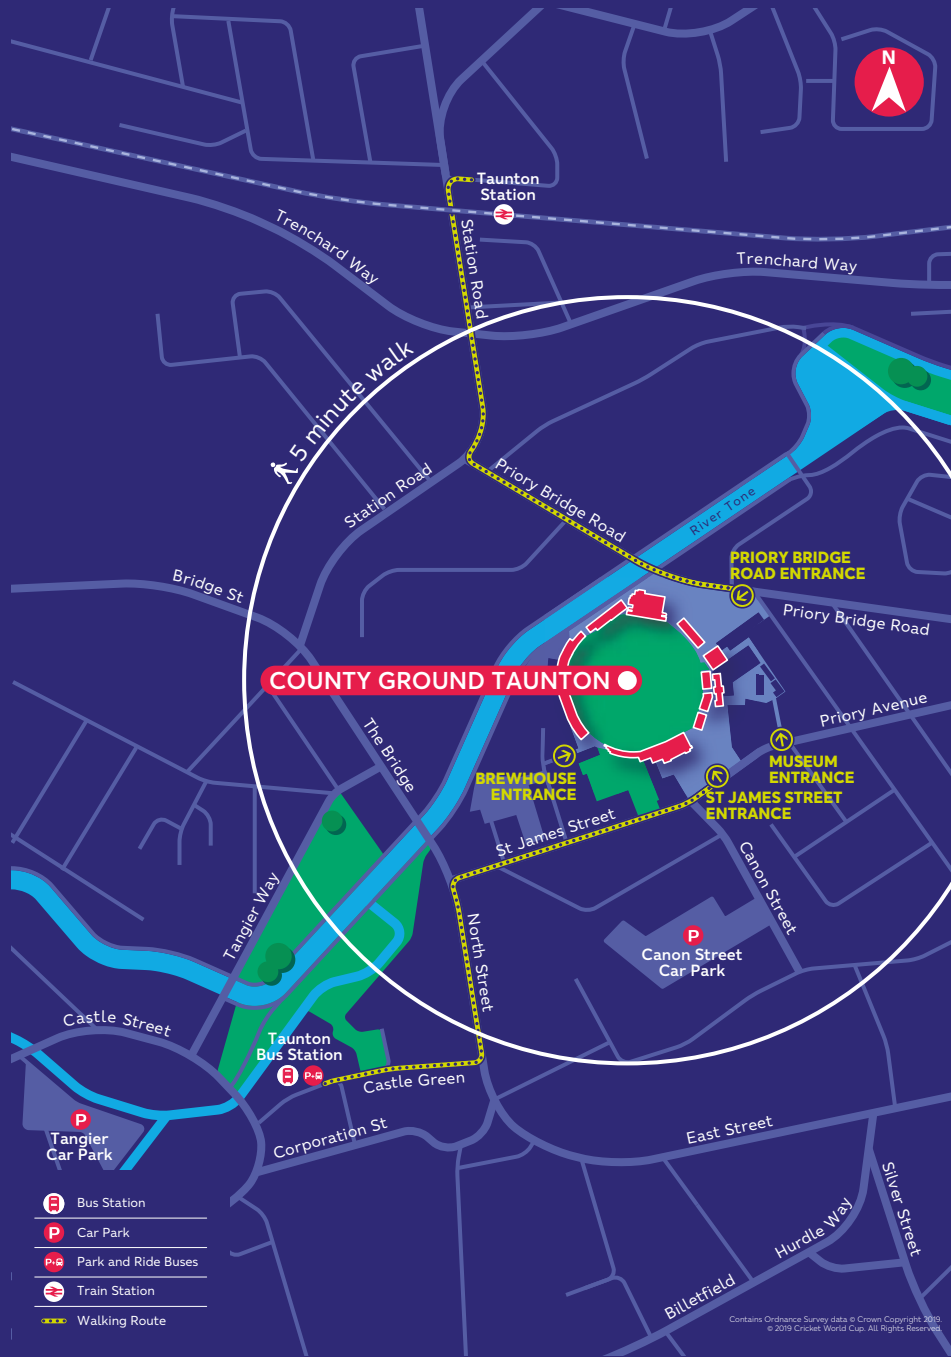 N
Taunton
Station
Station Road
Trenchard Way
Trenchard Way
5 minute walk
Station Road
Priory Bridge Road
River Tone
PRIORY BRIDGE
ROAD ENTRANCE
Bridge St
Priory Bridge Road
COUNTY GROUND TAUNTON
Priory Avenue
The Bridge
MUSEUM
ENTRANCE
BREWHOUSE
ENTRANCE
ST JAMES STREET
ENTRANCE
St James Street
Canon Street
Tangier Way
North Street
P
Canon Street
Car Park
Castle Street
Taunton
Bus Station
P+
Castle Green
P
Tangier
Car Park
Corporation St
East Street
Silver Street
Hurdle Way
Billetfield
Bus Station
P
Car Park
P+
Park and Ride Buses
Train Station
Walking Route
Contains Ordnance Survey data © Crown Copyright 2019.
© 2019 Cricket World Cup. All Rights Reserved.